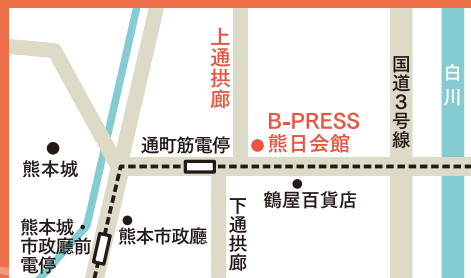 上通拱廊
国道3号線
白川
B-PRESS
熊日会館
通町筋電停
熊本城
鶴屋百貨店
下通拱廊
熊本城・
市政廳前
電停
熊本市政廳